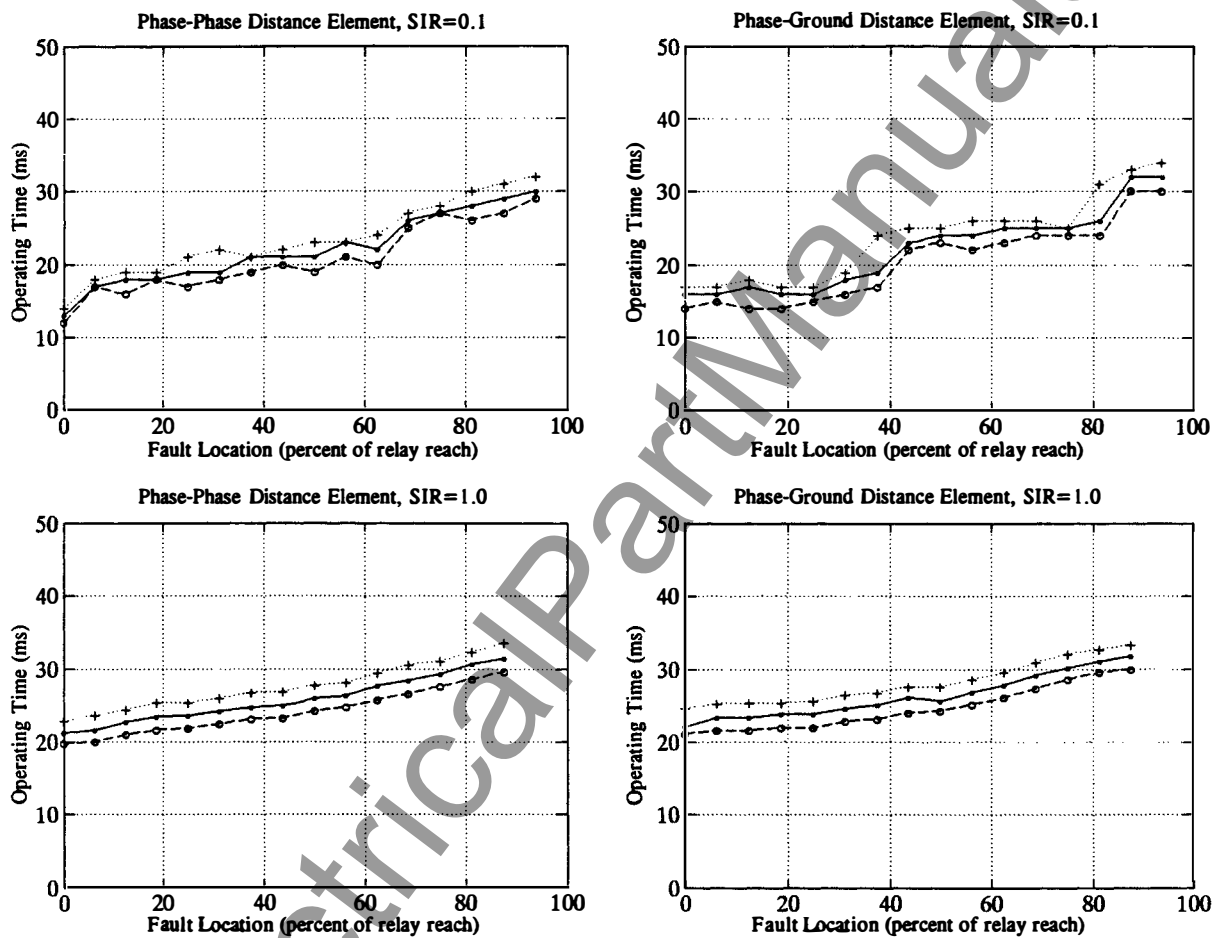 Phase-Phase Distance Element, SIR=0.1
50
40
30
20
10
0
Operating Time (ms)
0 20 40 60 80 100
Fault Location (percent of relay reach)
Phase-Ground Distance Element, SIR=0.1
50
40
30
20
10
0
Operating Time (ms)
0 20 40 60 80 100
Fault Location (percent of relay reach)
Phase-Phase Distance Element, SIR=1.0
50
40
30
20
10
0
Operating Time (ms)
0 20 40 60 80 100
Fault Location (percent of relay reach)
Phase-Ground Distance Element, SIR=1.0
50
40
30
20
10
0
Operating Time (ms)
0 20 40 60 80 100
Fault Location (percent of relay reach)
ctricalPartManual